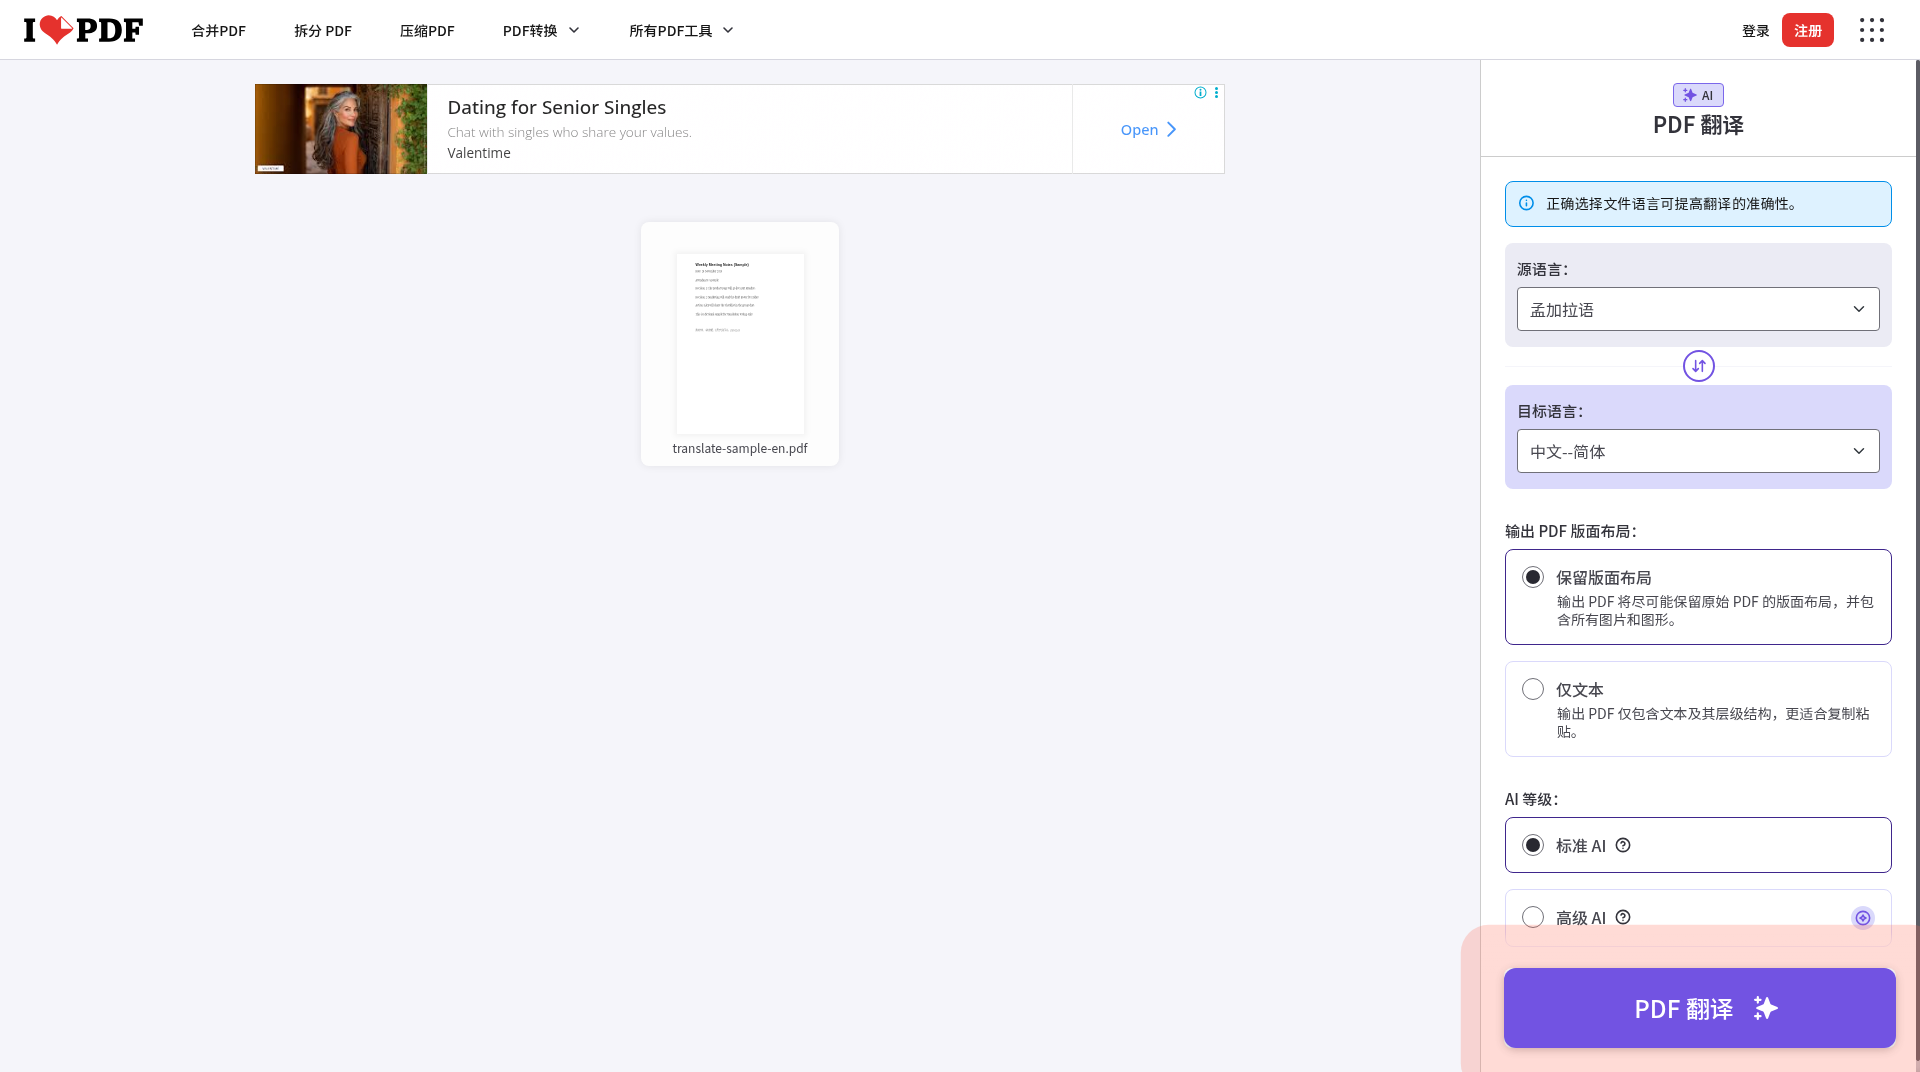 I PDF
合并PDF
拆分 PDF
压缩PDF
PDF转换
所有PDF工具
登录
注册
Dating for Senior Singles
Chat with singles who share your values.
Valentime
Open
Weekly Meeting Notes (Sample)
translate-sample-en.pdf
AI
PDF 翻译
正确选择文件语言可提高翻译的准确性。
源语言：
孟加拉语
目标语言：
中文--简体
输出 PDF 版面布局：
保留版面布局
输出 PDF 将尽可能保留原始 PDF 的版面布局，并包
含所有图片和图形。
仅文本
输出 PDF 仅包含文本及其层级结构，更适合复制粘
贴。
AI 等级：
标准 AI
高级 AI
PDF 翻译